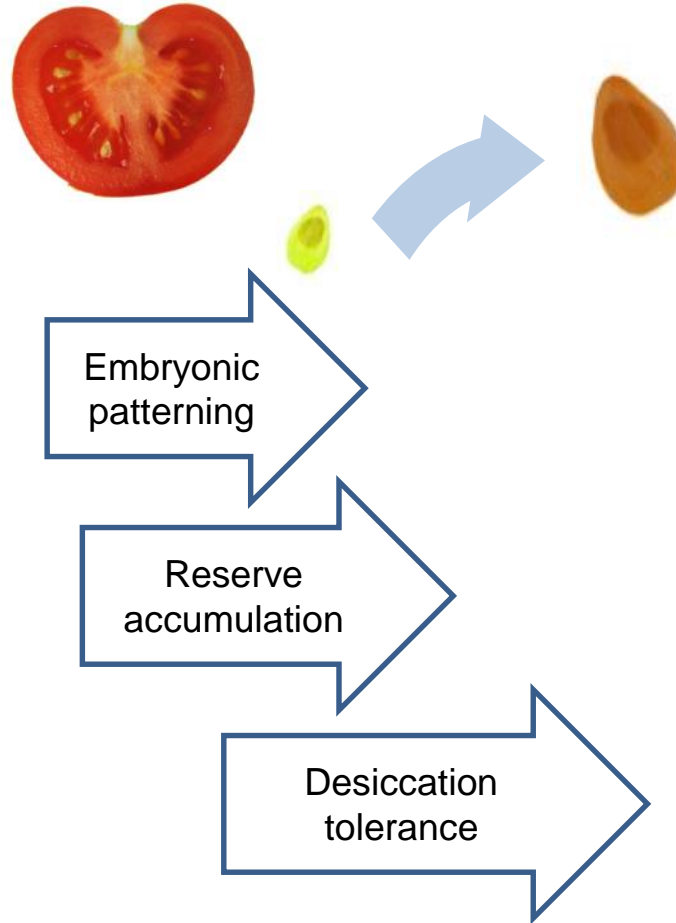 Embryonic
patterning
Reserve
accumulation
Desiccation
tolerance